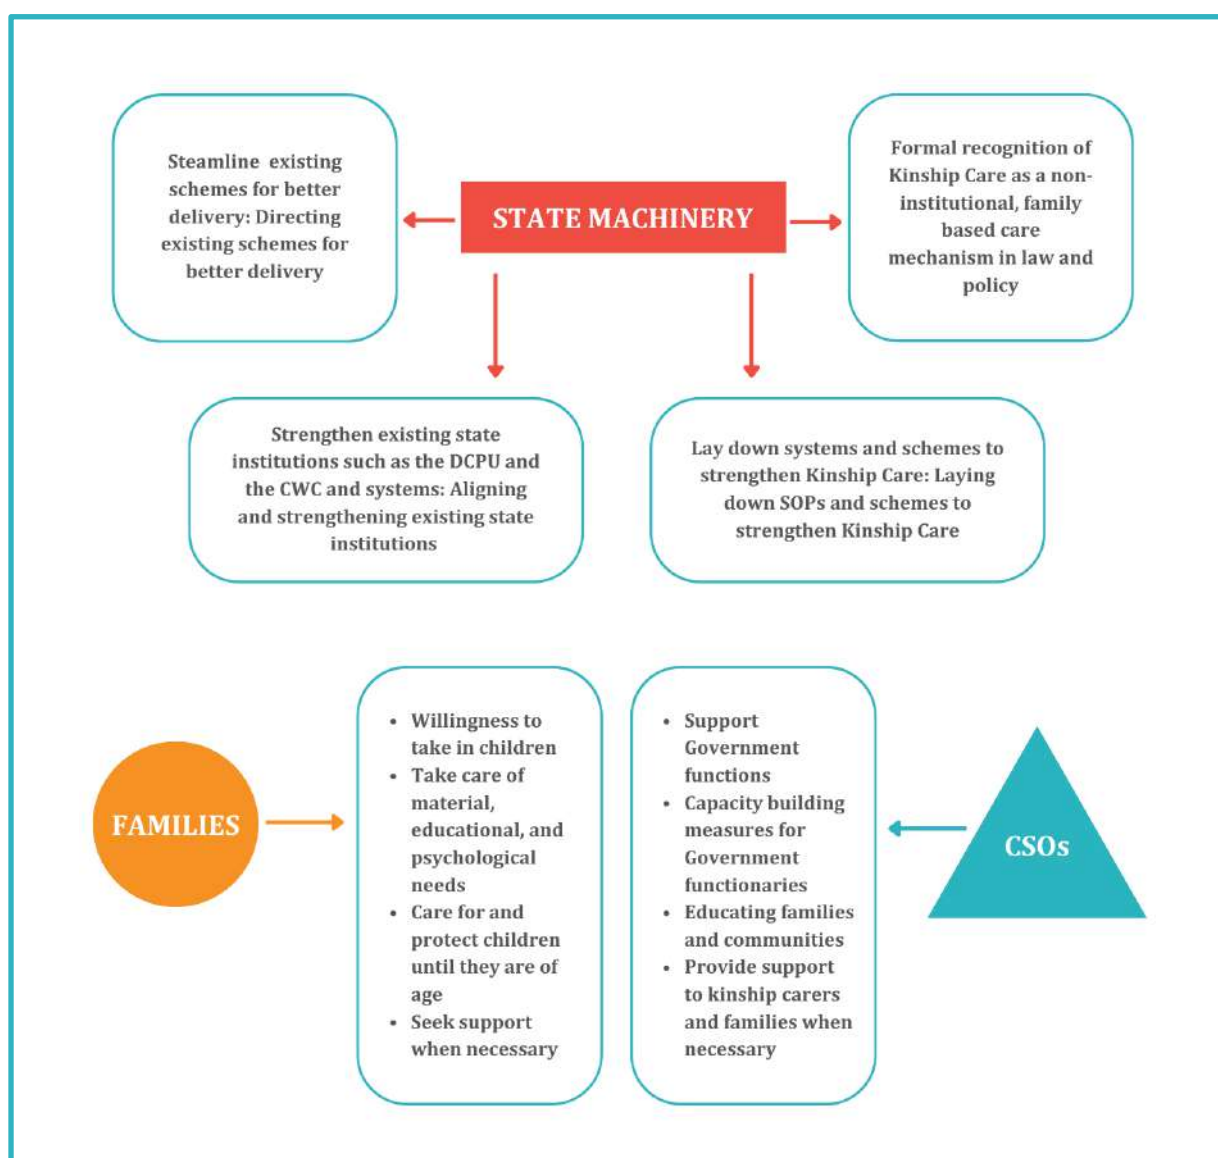 Steamline existing
schemes for better
delivery: Directing
existing schemes for
better delivery
STATE MACHINERY
Formal recognition of
Kinship Care as a non-
institutional, family
based care
mechanism in law and
policy
Strengthen existing state
institutions such as the DCPU and
the CWC and systems: Aligning
and strengthening existing state
institutions
Lay down systems and schemes to
strengthen Kinship Care: Laying
down SOPs and schemes to
strengthen Kinship Care
FAMILIES
• Willingness to
take in children
• Take care of
material,
educational, and
psychological
needs
• Care for and
protect children
until they are of
age
• Seek support
when necessary
• Support
Government
functions
• Capacity building
measures for
Government
functionaries
• Educating families
and communities
• Provide support
to kinship carers
and families when
necessary
CSOs